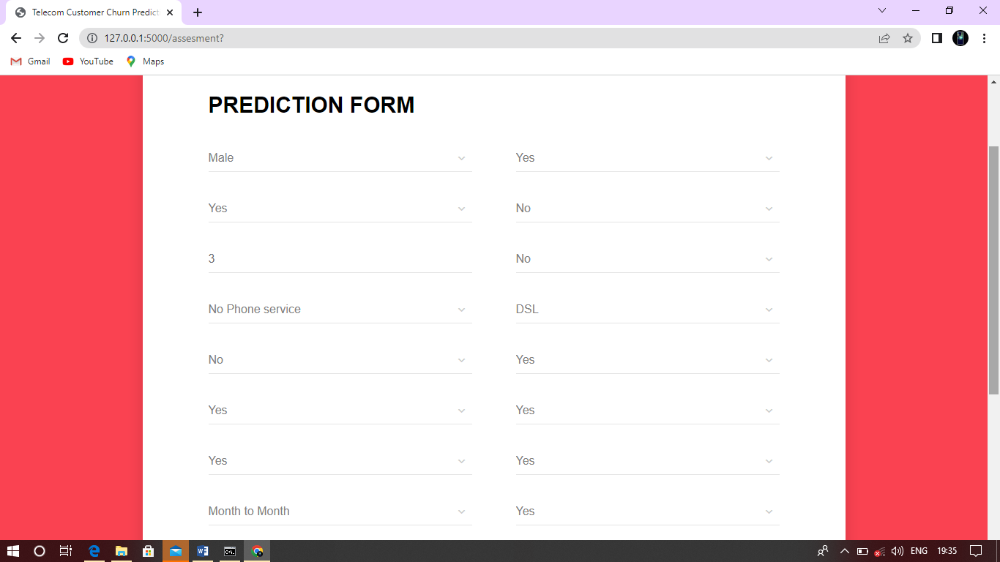 Telecom Customer Churn Predict
127.0.0.1:5000/assesment?
Gmail YouTube Maps
PREDICTION FORM
Male Yes
Yes No
3 No
No Phone service DSL
No Yes
Yes Yes
Yes Yes
Month to Month Yes
ENG 19:35